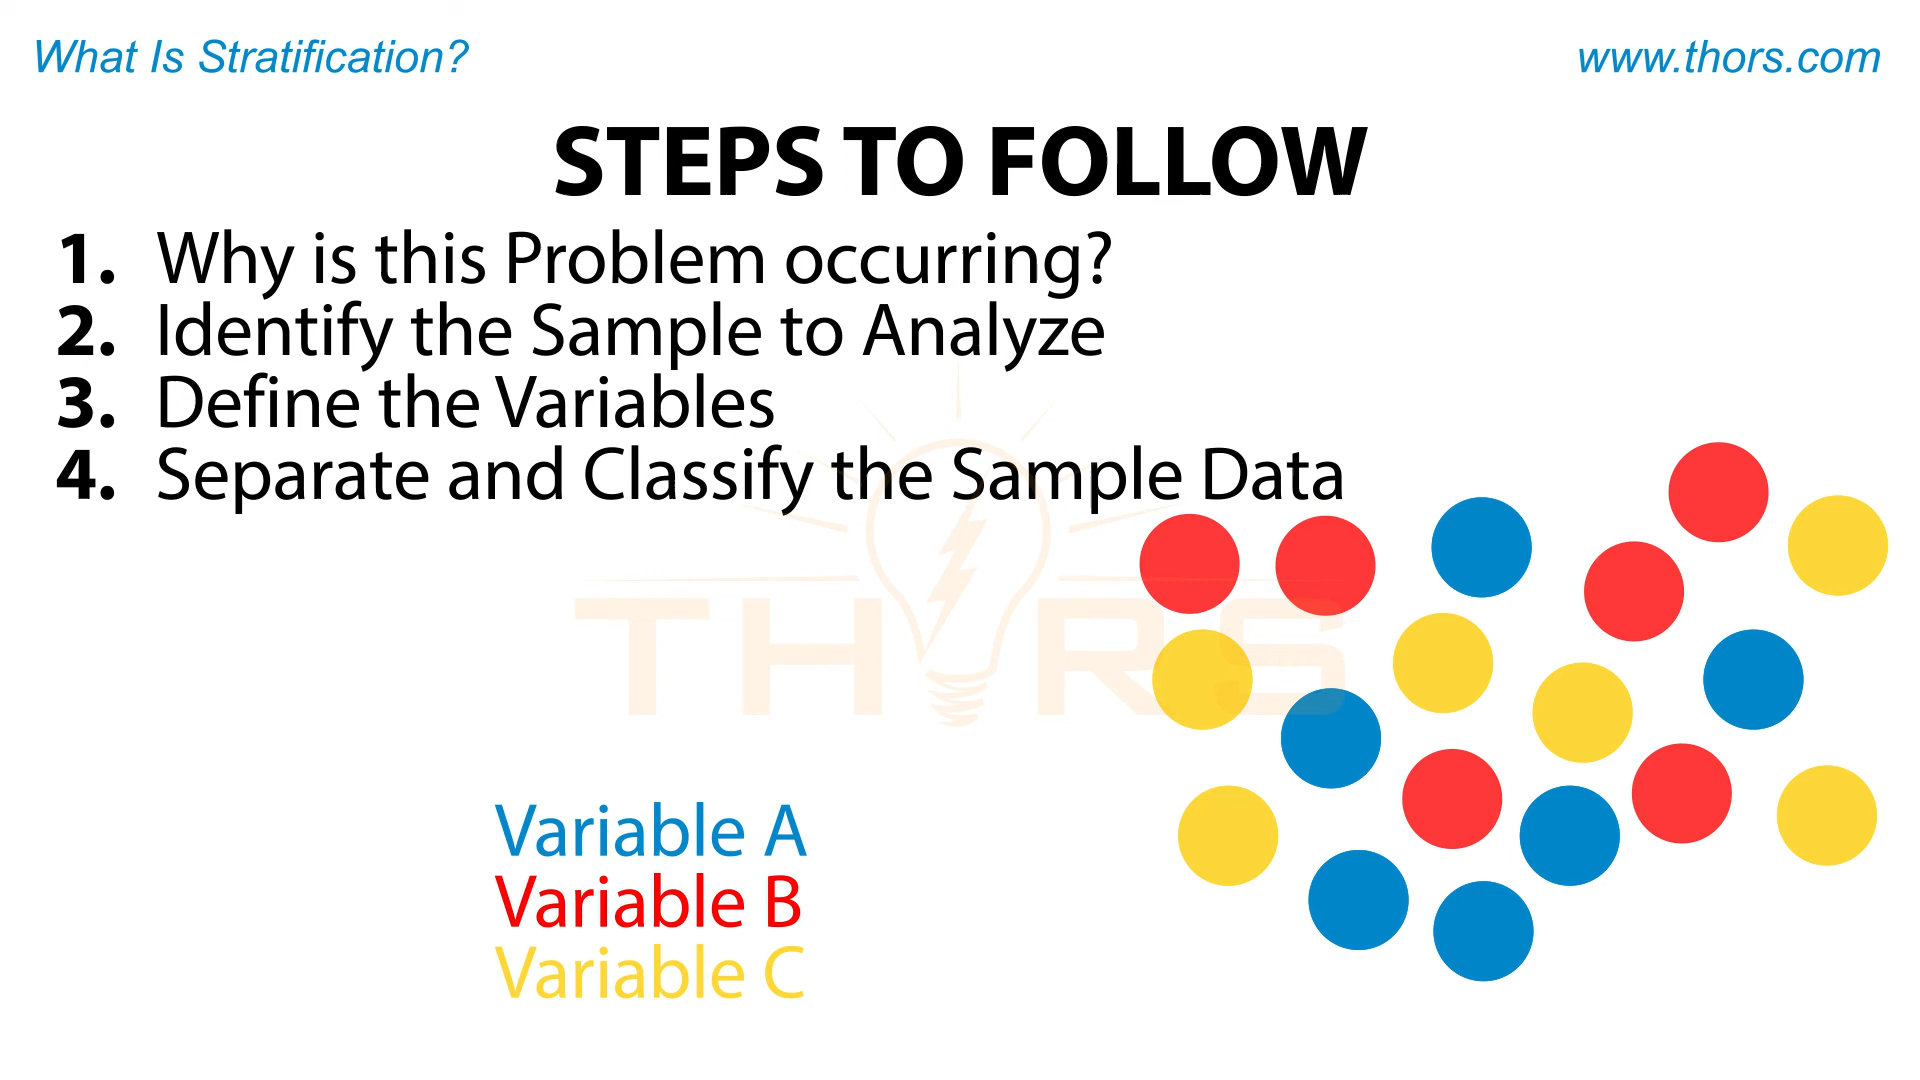 What Is Stratification?
www.thors.com
STEPS TO FOLLOW
1. Why is this Problem occurring?
2. Identify the Sample to Analyze
3. Define the Variables
4. Separate and Classify the Sample Data
THORS
Variable A
Variable B
Variable C